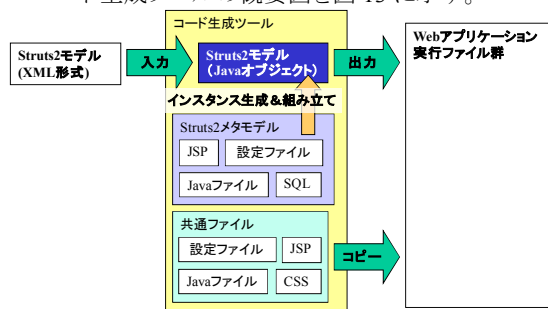 コード生成ツール
Struts2モデル
(XML形式)
入力
Struts2モデル
(Javaオブジェクト)
出力
Webアプリケーション
実行ファイル群
インスタンス生成&組み立て
Struts2メタモデル
JSP
設定ファイル
Javaファイル
SQL
共通ファイル
設定ファイル
JSP
コピー
Javaファイル
CSS